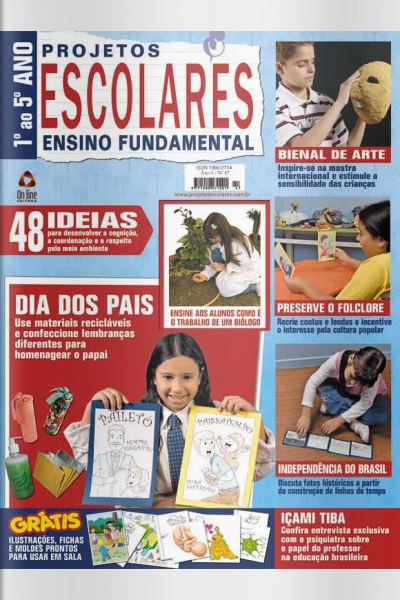 1º ao 5º ANO
PROJETOS
ESCOLARES
ENSINO FUNDAMENTAL
On line
EDITORA
www.projetosescolares.com.br
BIENAL DE ARTE
Inspire-se na mostra
internacional e estimule a
sensibilidade das crianças
48 IDEIAS
para desenvolver a cognição,
a coordenação e o respeito
pelo meio ambiente
ENSINE AOS ALUNOS COMO É
O TRABALHO DE UM BIÓLOGO
PRESERVE O FOLCLORE
Recrie contos e lendas e incentive
o interesse pela cultura popular
DIA DOS PAIS
Use materiais recicláveis
e confeccione lembranças
diferentes para
homenagear o papai
PAILETÓ
PAISSATEMPO
INDEPENDÊNCIA DO BRASIL
Discuta fatos históricos a partir
da construção de linhas do tempo
GRÁTIS
ILUSTRAÇÕES, FICHAS
E MOLDES PRONTOS
PARA USAR EM SALA
IÇAMI TIBA
Confira entrevista exclusiva
com o psiquiatra sobre
o papel do professor
na educação brasileira